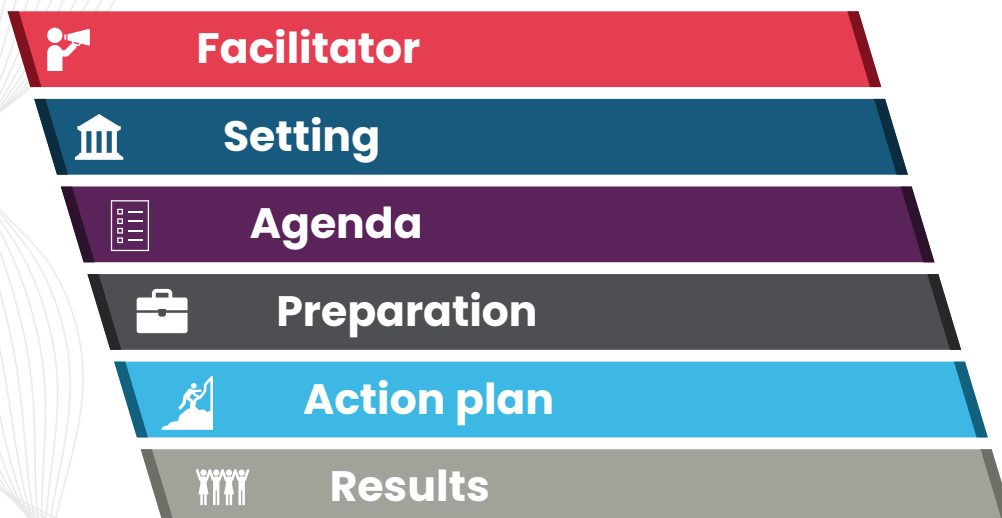 Facilitator
Setting
Agenda
Preparation
Action plan
Results